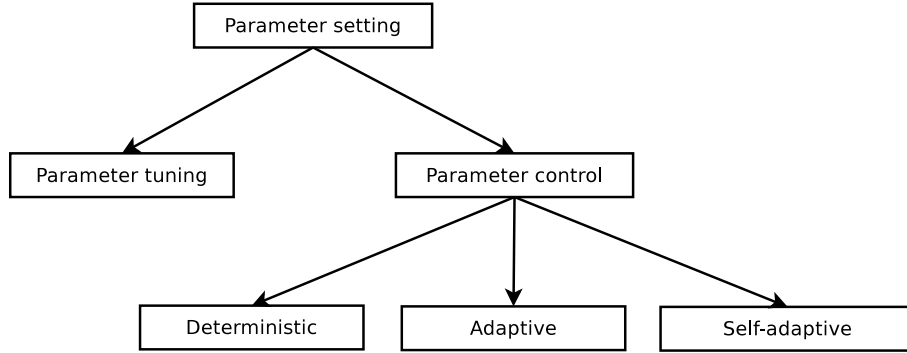 Parameter setting
Parameter tuning
Parameter control
Deterministic
Adaptive
Self-adaptive